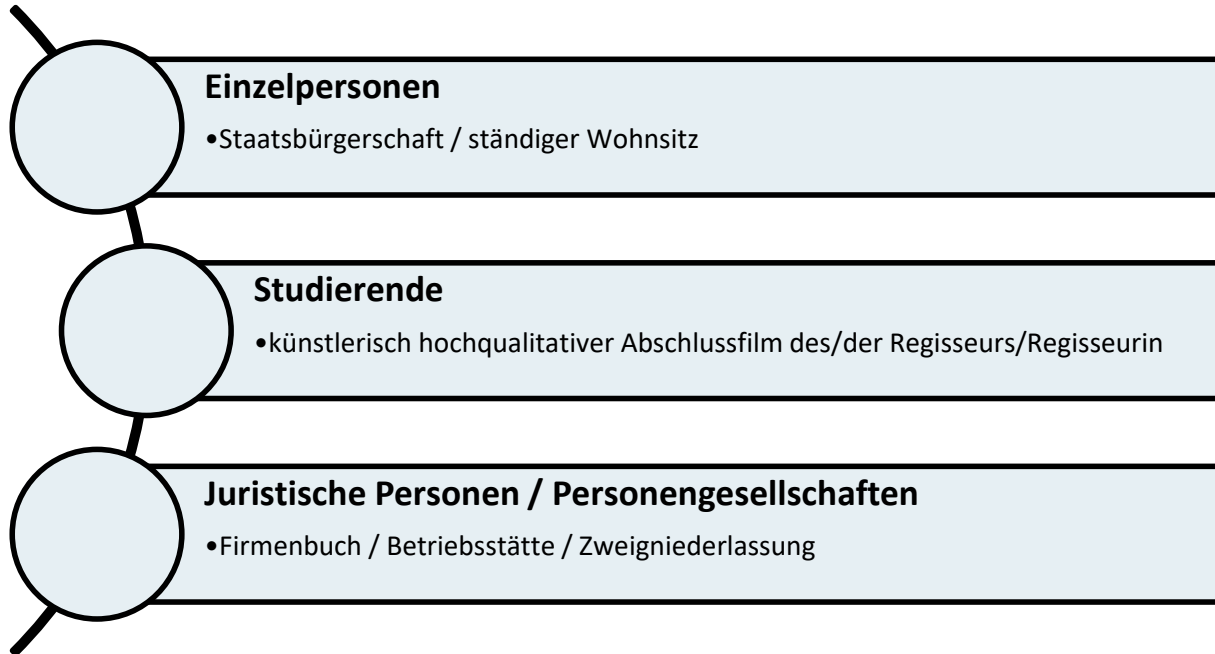 Einzelpersonen
•Staatsbürgerschaft / ständiger Wohnsitz
Studierende
•künstlerisch hochqualitativer Abschlussfilm des/der Regisseurs/Regisseurin
Juristische Personen / Personengesellschaften
•Firmenbuch / Betriebsstätte / Zweigniederlassung